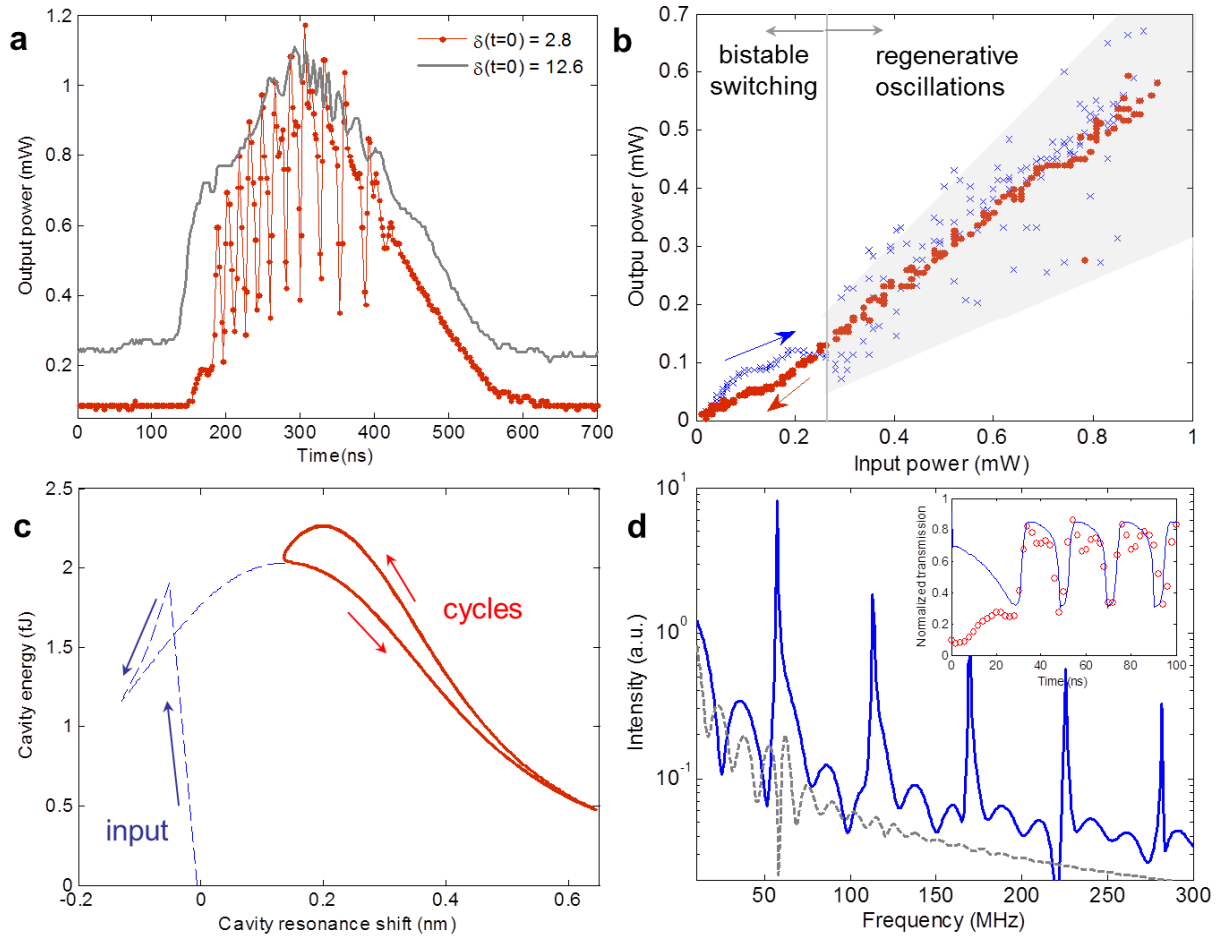 a
δ(t=0) = 2.8
δ(t=0) = 12.6
1.2
1
0.8
0.6
0.4
0.2
Output power (mW)
0
100
200
300
400
500
600
700
Time(ns)
b
bistable
switching
regenerative
oscillations
0.7
0.6
0.5
0.4
0.3
0.2
0.1
0
Outpu power (mW)
0
0.2
0.4
0.6
0.8
1
Input power (mW)
c
cycles
input
2.5
2
1.5
1
0.5
0
Cavity energy (fJ)
-0.2
0
0.2
0.4
0.6
Cavity resonance shift (nm)
d
10^1
10^0
10^-1
Intensity (a.u.)
50
100
150
200
250
300
Frequency (MHz)
1
0.8
0.6
0.4
0.2
0
Normalized transmission
0
20
40
60
80
100
Time (ns)